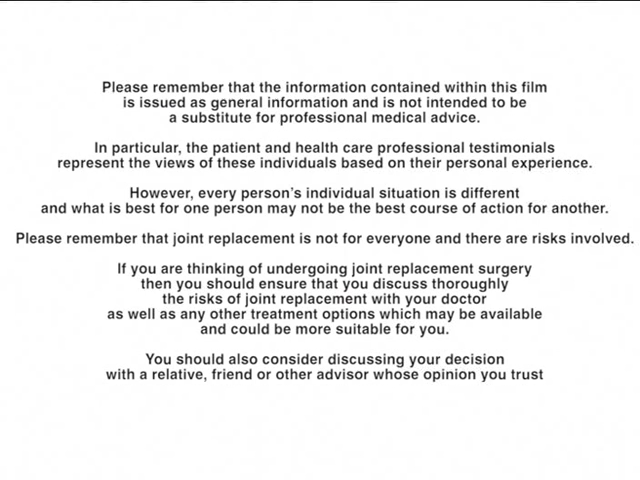 Please remember that the information contained within this film
is issued as general information and is not intended to be
a substitute for professional medical advice.
In particular, the patient and health care professional testimonials
represent the views of these individuals based on their personal experience.
However, every person's individual situation is different
and what is best for one person may not be the best course of action for another.
Please remember that joint replacement is not for everyone and there are risks involved.
If you are thinking of undergoing joint replacement surgery
then you should ensure that you discuss thoroughly
the risks of joint replacement with your doctor
as well as any other treatment options which may be available
and could be more suitable for you.
You should also consider discussing your decision
with a relative, friend or other advisor whose opinion you trust